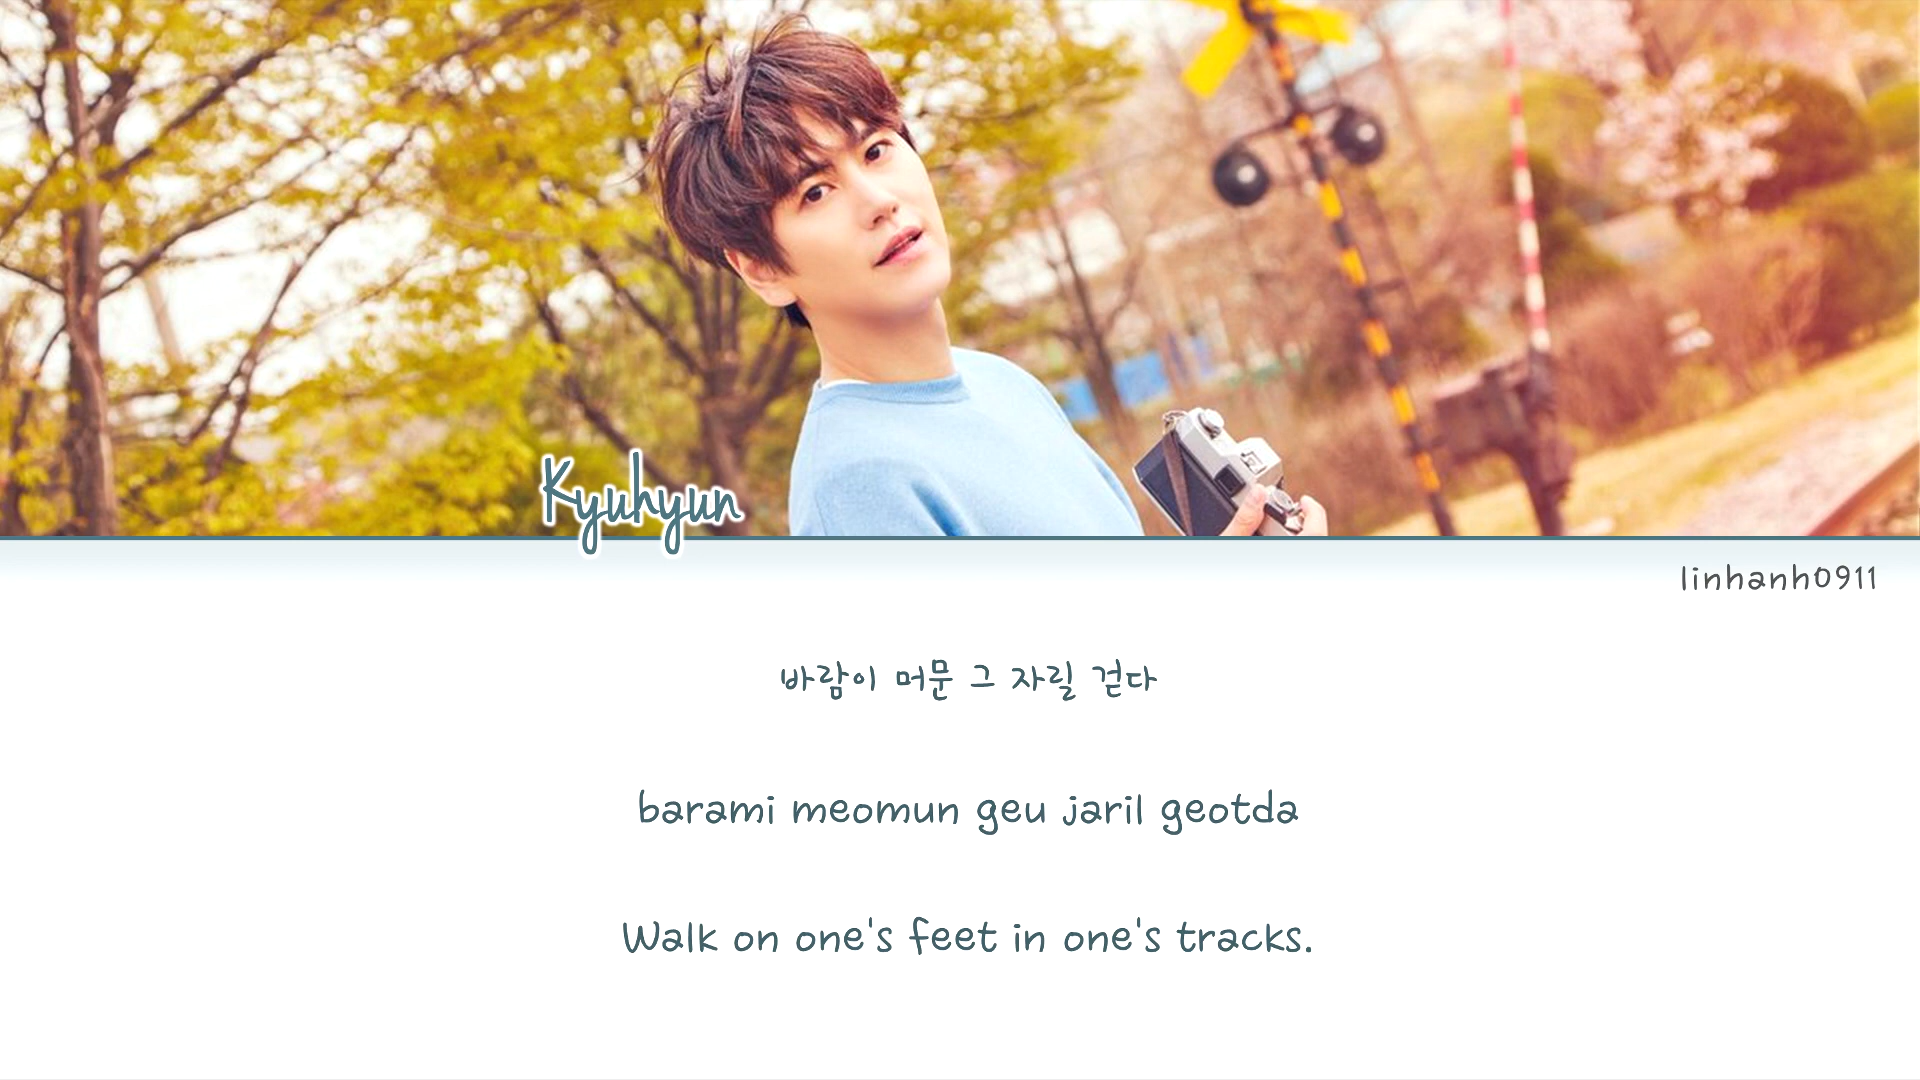 Kyuhyun
linhanh0911
바람이 머문 그 자릴 걷다
barami meomun geu jaril geotda
Walk on one's feet in one's tracks.